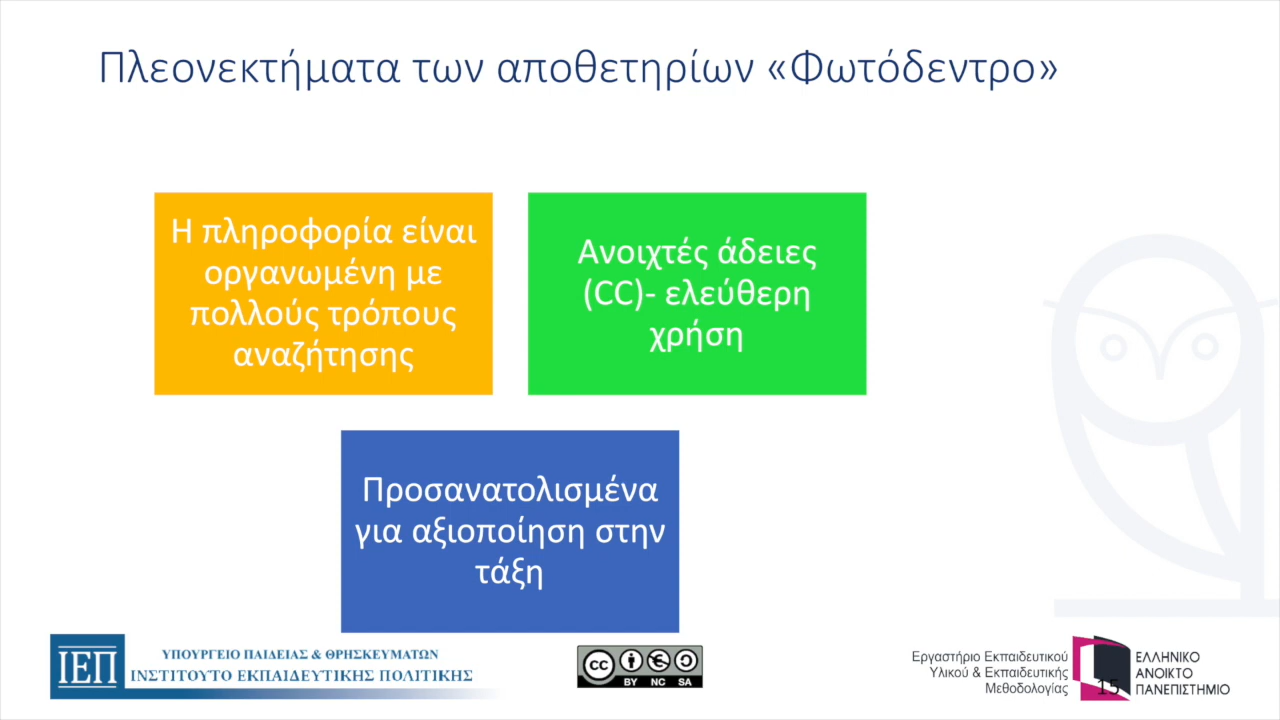 Πλεονεκτήματα των αποθετηρίων «Φωτόδεντρο»
Η πληροφορία είναι
οργανωμένη με
πολλούς τρόπους
αναζήτησης
Ανοιχτές άδειες
(CC)- ελεύθερη
χρήση
Προσανατολισμένα
για αξιοποίηση στην
τάξη
ΙΕΠ
ΥΠΟΥΡΓΕΙΟ ΠΑΙΔΕΙΑΣ & ΘΡΗΣΚΕΥΜΑΤΩΝ
ΙΝΣΤΙΤΟΥΤΟ ΕΚΠΑΙΔΕΥΤΙΚΗΣ ΠΟΛΙΤΙΚΗΣ
cc
BY NC SA
Εργαστήριο Εκπαιδευτικού
Υλικού & Εκπαιδευτικής
Μεθοδολογίας
15
ΕΛΛΗΝΙΚΟ
ΑΝΟΙΚΤΟ
ΠΑΝΕΠΙΣΤΗΜΙΟ